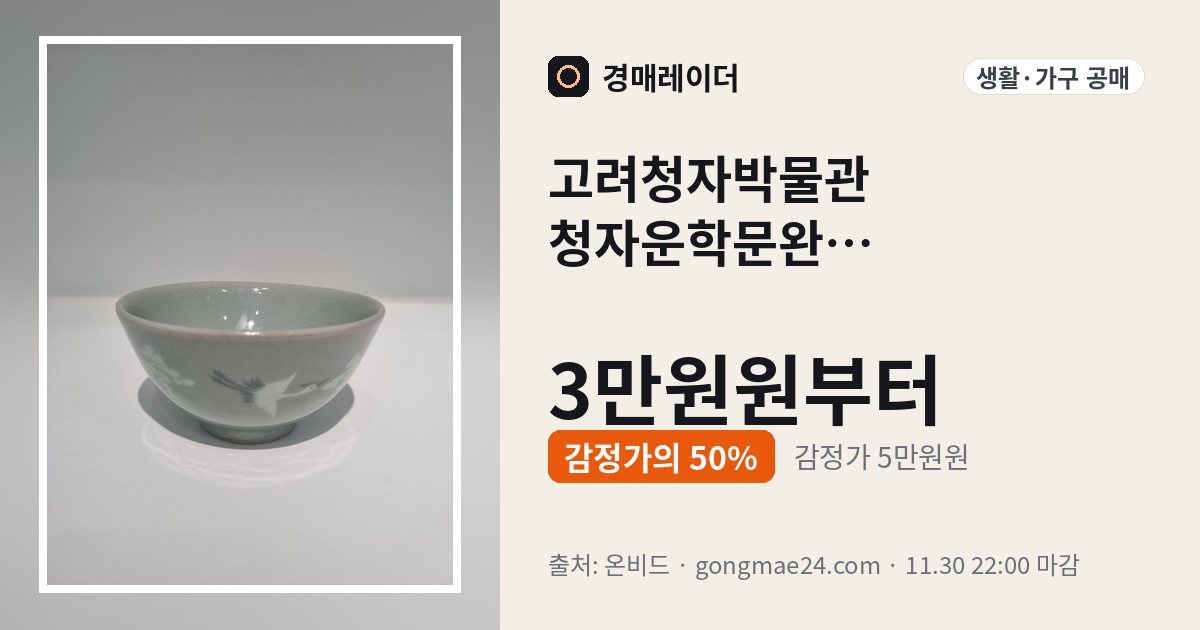 경매레이더
생활·가구 공매
고려청자박물관
청자운학문완…
3만원원부터
감정가의 50% 감정가 5만원원
출처: 온비드 · gongmae24.com · 11.30 22:00 마감